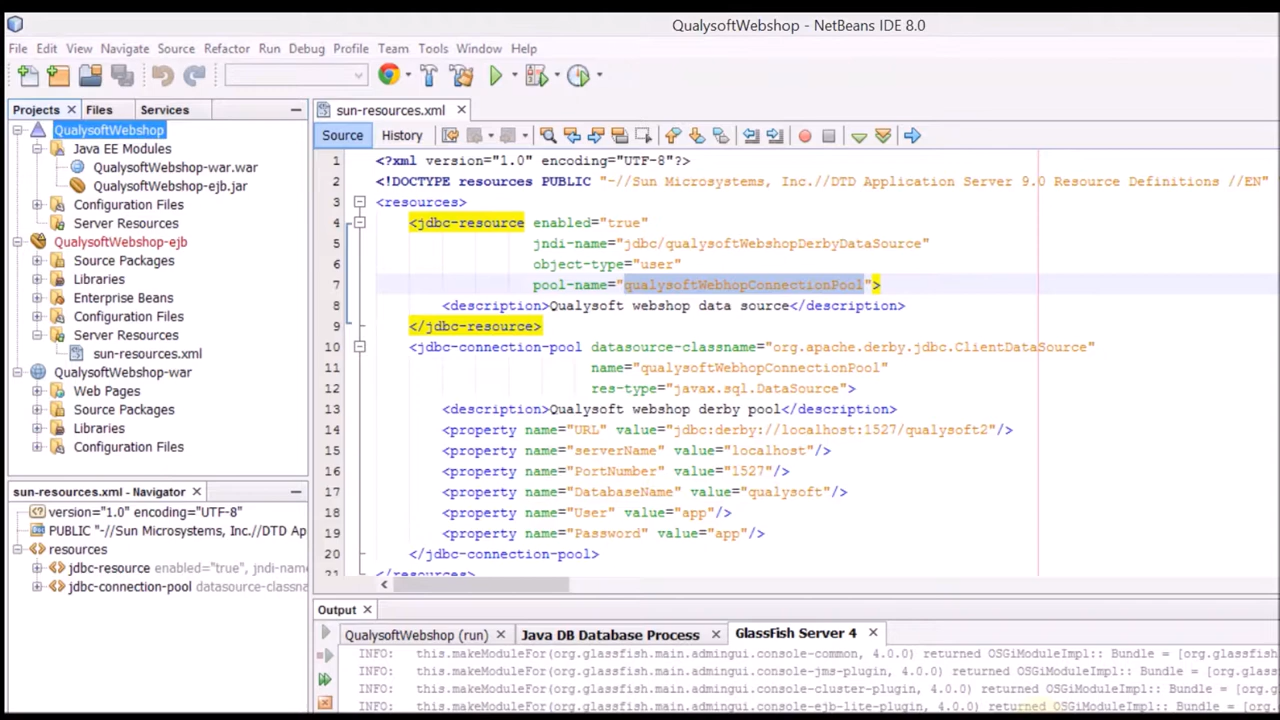 QualysoftWebshop - NetBeans IDE 8.0
File Edit View Navigate Source Refactor Run Debug Profile Team Tools Window Help
Projects Files Services
QualysoftWebshop
Java EE Modules
QualysoftWebshop-war.war
QualysoftWebshop-ejb.jar
Configuration Files
Server Resources
QualysoftWebshop-ejb
Source Packages
Libraries
Enterprise Beans
Configuration Files
Server Resources
sun-resources.xml
QualysoftWebshop-war
Web Pages
Source Packages
Libraries
Configuration Files
sun-resources.xml - Navigator
version="1.0" encoding="UTF-8"
PUBLIC "-//Sun Microsystems, Inc.//DTD Ap
resources
jdbc-resource enabled="true", jndi-name
jdbc-connection-pool datasource-classna
sun-resources.xml
Source History
1 <?xml version="1.0" encoding="UTF-8"?>
2 <!DOCTYPE resources PUBLIC "-//Sun Microsystems, Inc.//DTD Application Server 9.0 Resource Definitions //EN"
3 <resources>
4 <jdbc-resource enabled="true"
5 jndi-name="jdbc/qualysoftWebshopDerbyDataSource"
6 object-type="user"
7 pool-name="qualysoftWebhopConnectionPool">
8 <description>Qualysoft webshop data source</description>
9 </jdbc-resource>
10 <jdbc-connection-pool datasource-classname="org.apache.derby.jdbc.ClientDataSource"
11 name="qualysoftWebhopConnectionPool"
12 res-type="javax.sql.DataSource">
13 <description>Qualysoft webshop derby pool</description>
14 <property name="URL" value="jdbc:derby://localhost:1527/qualysoft2"/>
15 <property name="serverName" value="localhost"/>
16 <property name="PortNumber" value="1527"/>
17 <property name="DatabaseName" value="qualysoft"/>
18 <property name="User" value="app"/>
19 <property name="Password" value="app"/>
20 </jdbc-connection-pool>
21 </resources>
Output
QualysoftWebshop (run) Java DB Database Process GlassFish Server 4
INFO: this.makeModuleFor(org.glassfish.main.admingui.console-common, 4.0.0) returned OSGiModuleImpl:: Bundle = [org.glassfish
INFO: this.makeModuleFor(org.glassfish.main.admingui.console-jms-plugin, 4.0.0) returned OSGiModuleImpl:: Bundle = [org.glass
INFO: this.makeModuleFor(org.glassfish.main.admingui.console-cluster-plugin, 4.0.0) returned OSGiModuleImpl:: Bundle = [org.g
INFO: this.makeModuleFor(org.glassfish.main.admingui.console-ejb-lite-plugin, 4.0.0) returned OSGiModuleImpl:: Bundle = [org.